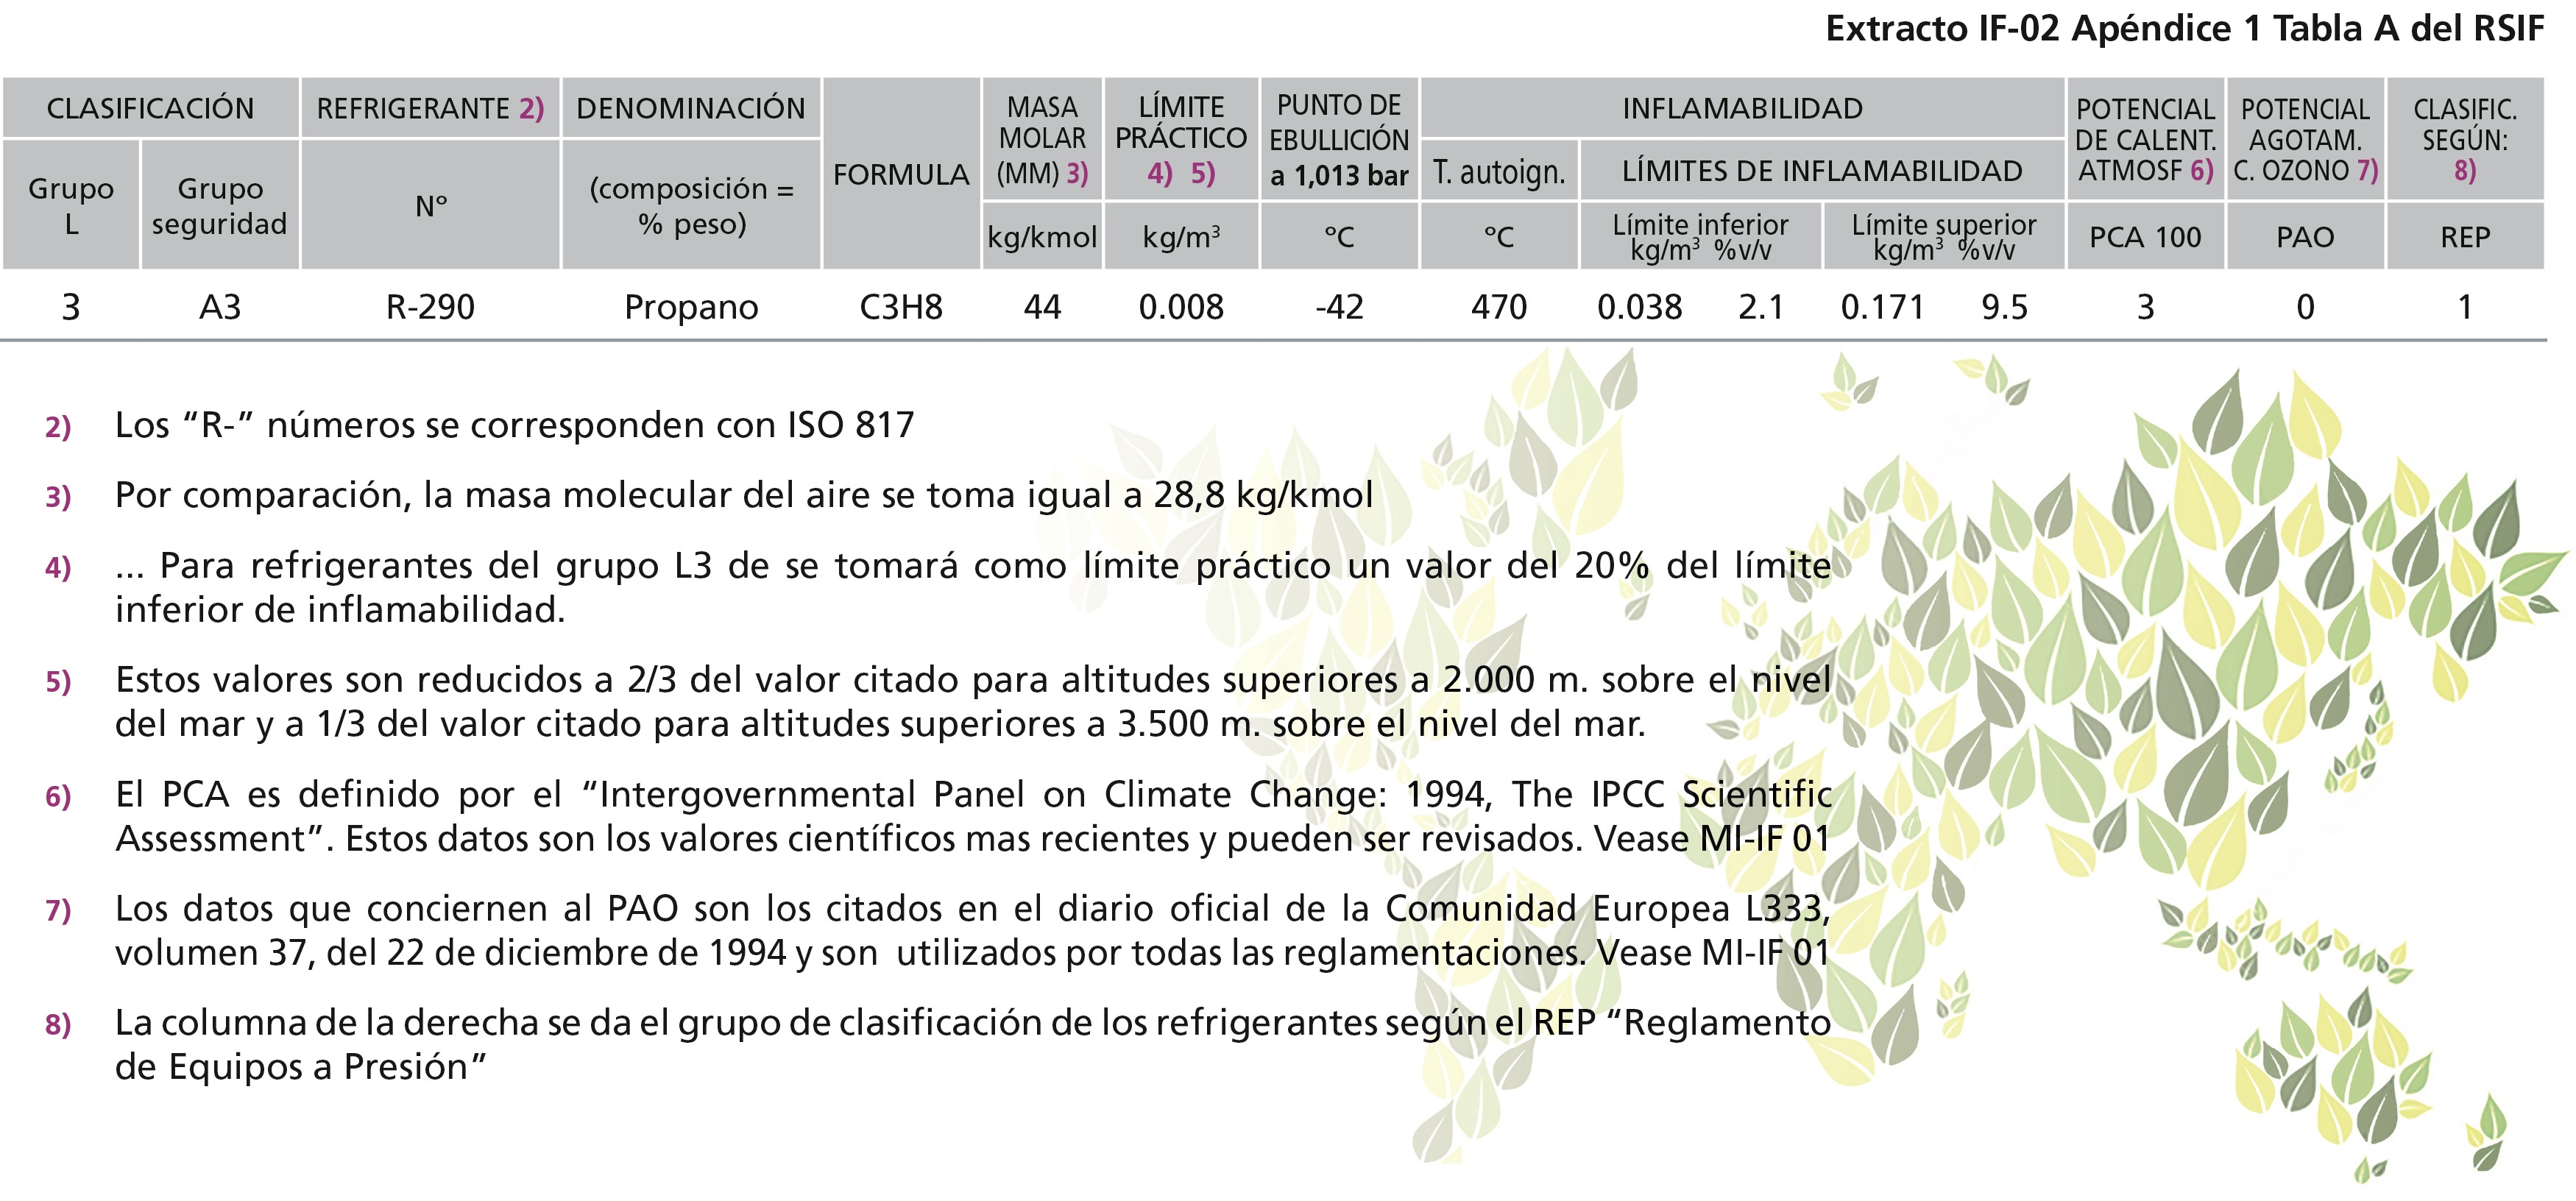 Extracto IF-02 Apéndice 1 Tabla A del RSIF
CLASIFICACIÓN
REFRIGERANTE 2)
DENOMINACIÓN
FORMULA
MASA
MOLAR
(MM) 3)
LÍMITE
PRÁCTICO
4) 5)
PUNTO DE
EBULLICIÓN
a 1,013 bar
INFLAMABILIDAD
POTENCIAL
DE CALENT.
ATMOSF 6)
POTENCIAL
AGOTAM.
C. OZONO 7)
CLASIFIC.
SEGÚN:
8)
Grupo
L
Grupo
seguridad
Nº
(composición =
% peso)
T. autoign.
LÍMITES DE INFLAMABILIDAD
kg/kmol
kg/m³
ºC
ºC
Límite inferior
kg/m³ %v/v
Límite superior
kg/m³ %v/v
PCA 100
PAO
REP
3 A3 R-290 Propano C3H8 44 0.008 -42 470 0.038 2.1 0.171 9.5 3 0 1
2) Los “R-” números se corresponden con ISO 817
3) Por comparación, la masa molecular del aire se toma igual a 28,8 kg/kmol
4) ... Para refrigerantes del grupo L3 de se tomará como límite práctico un valor del 20% del límite
inferior de inflamabilidad.
5) Estos valores son reducidos a 2/3 del valor citado para altitudes superiores a 2.000 m. sobre el nivel
del mar y a 1/3 del valor citado para altitudes superiores a 3.500 m. sobre el nivel del mar.
6) El PCA es definido por el “Intergovernmental Panel on Climate Change: 1994, The IPCC Scientific
Assessment”. Estos datos son los valores científicos mas recientes y pueden ser revisados. Vease MI-IF 01
7) Los datos que conciernen al PAO son los citados en el diario oficial de la Comunidad Europea L333,
volumen 37, del 22 de diciembre de 1994 y son utilizados por todas las reglamentaciones. Vease MI-IF 01
8) La columna de la derecha se da el grupo de clasificación de los refrigerantes según el REP “Reglamento
de Equipos a Presión”